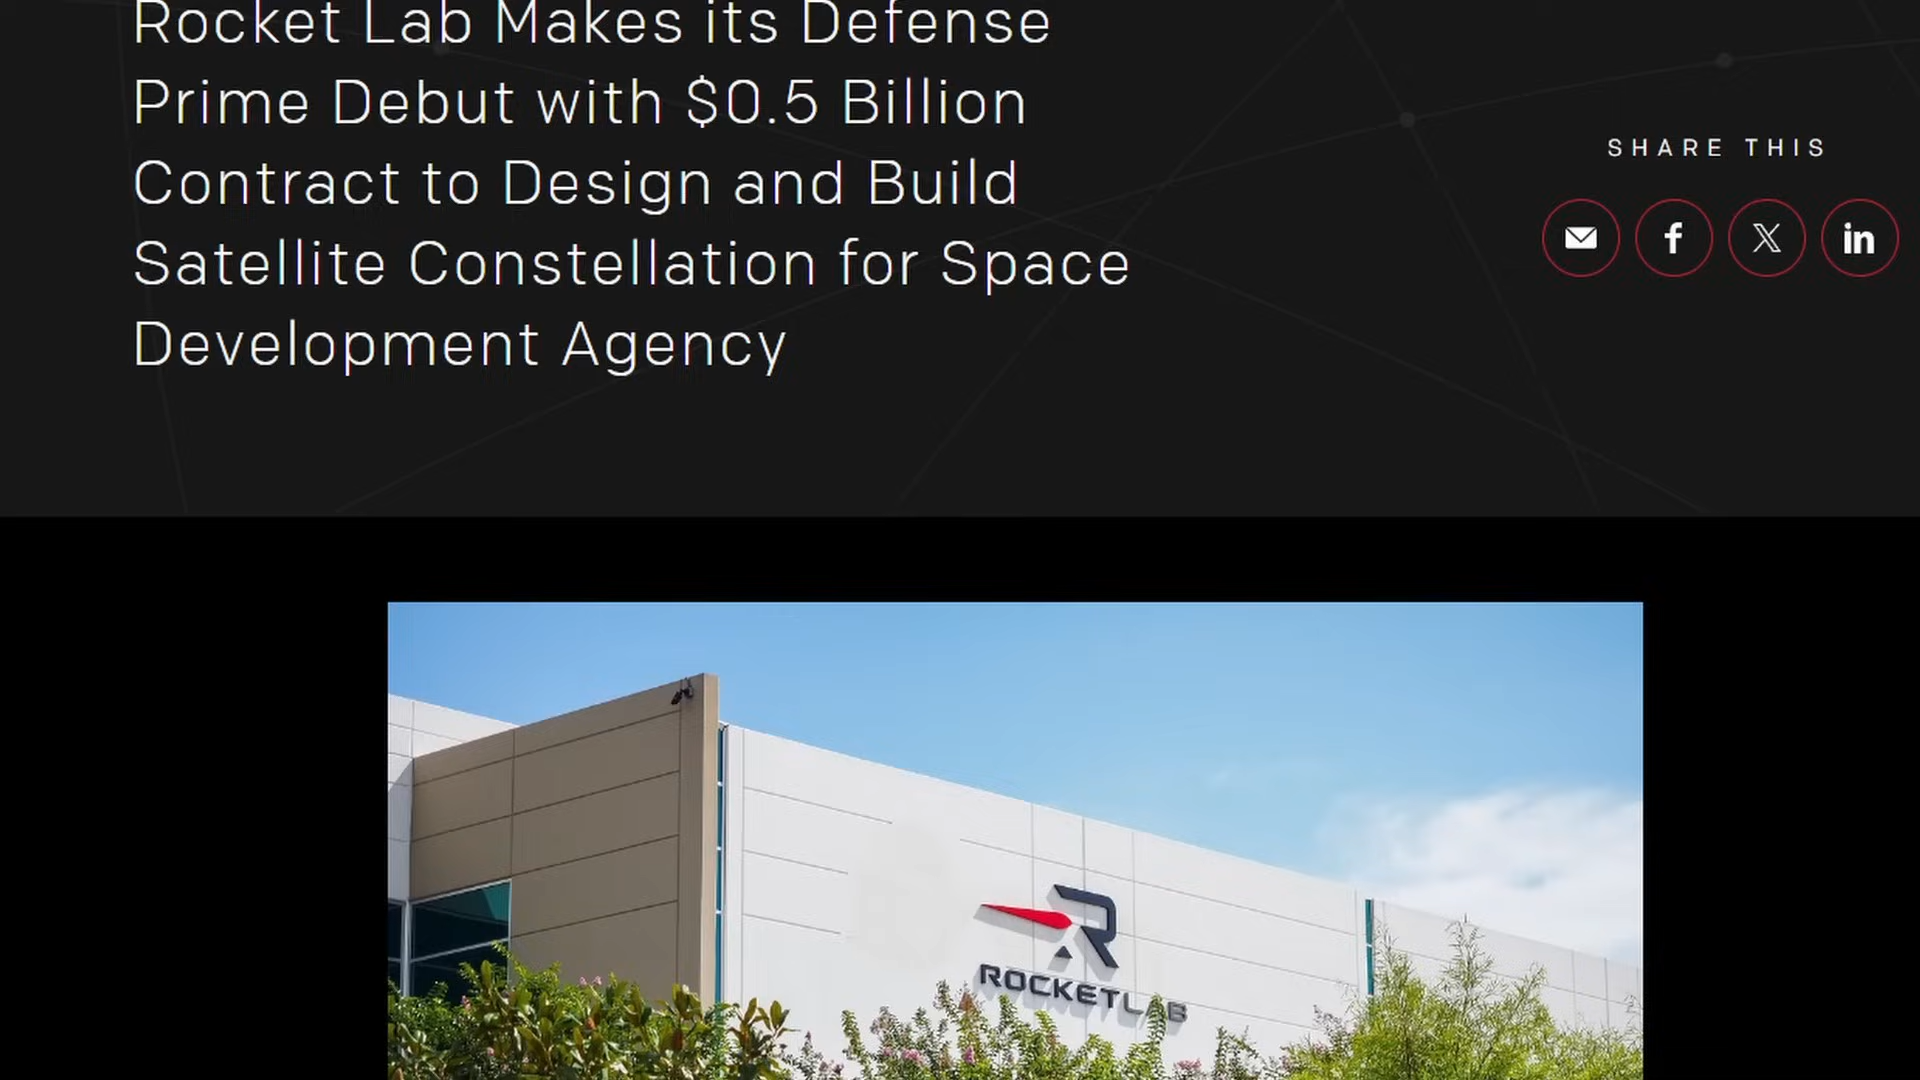 Rocket Lab Makes its Defense
Prime Debut with $0.5 Billion
Contract to Design and Build
Satellite Constellation for Space
Development Agency
SHARE THIS
f
X
in
ROCKETLAB